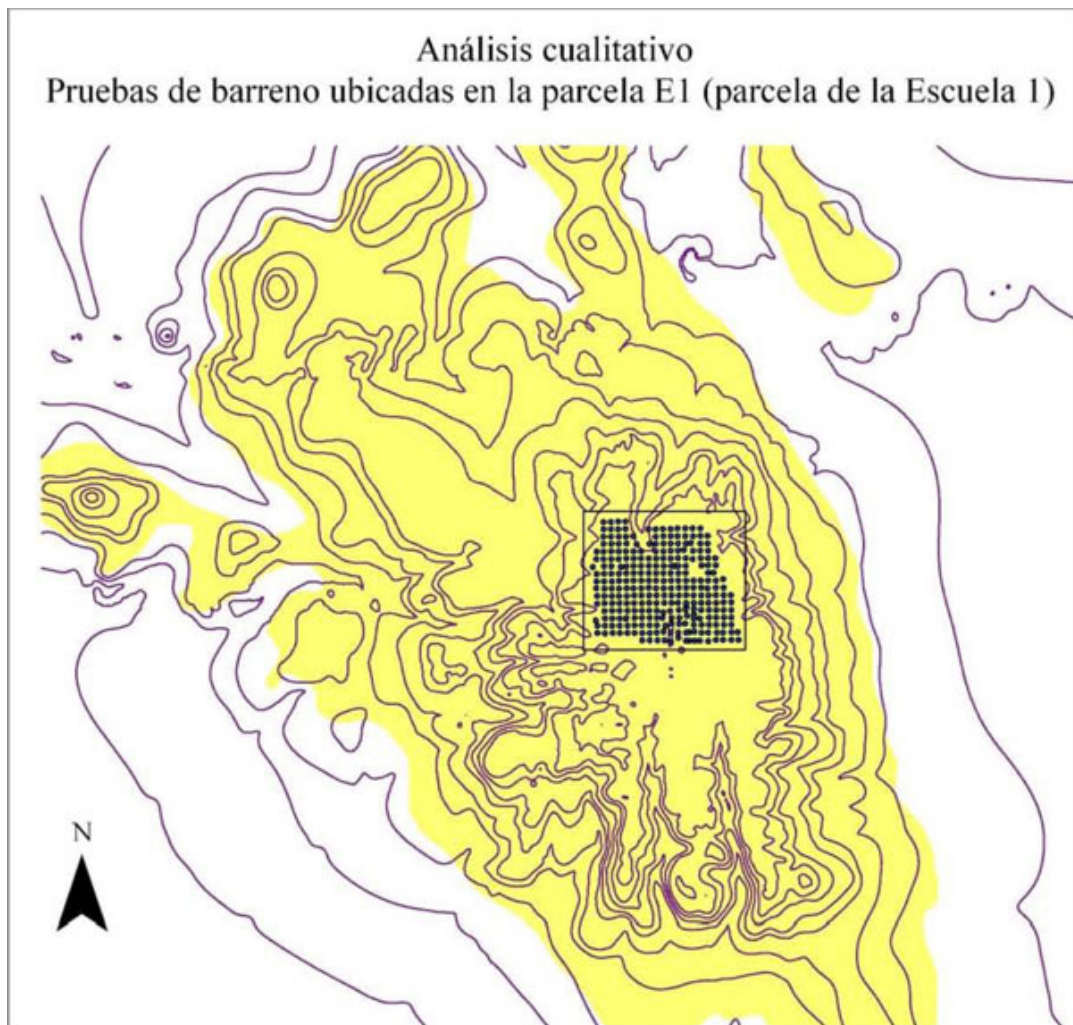 Análisis cualitativo
Pruebas de barreno ubicadas en la parcela E1 (parcela de la Escuela 1)
N